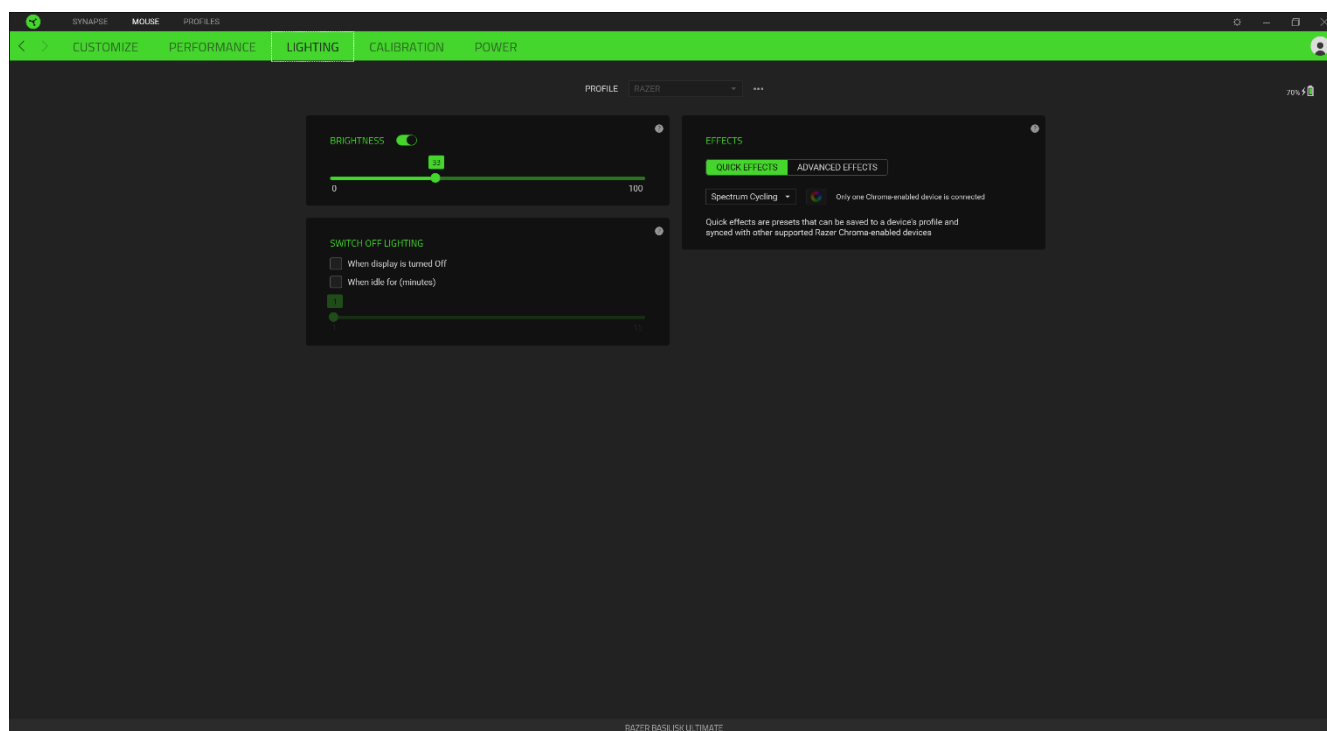 SYNAPSE MOUSE PROFILES
CUSTOMIZE PERFORMANCE LIGHTING CALIBRATION POWER
PROFILE RAZER
70%
BRIGHTNESS
33
0 100
SWITCH OFF LIGHTING
When display is turned Off
When idle for (minutes)
1
1 15
EFFECTS
QUICK EFFECTS ADVANCED EFFECTS
Spectrum Cycling Only one Chroma-enabled device is connected
Quick effects are presets that can be saved to a device's profile and
synced with other supported Razer Chroma-enabled devices
RAZER BASILISK ULTIMATE